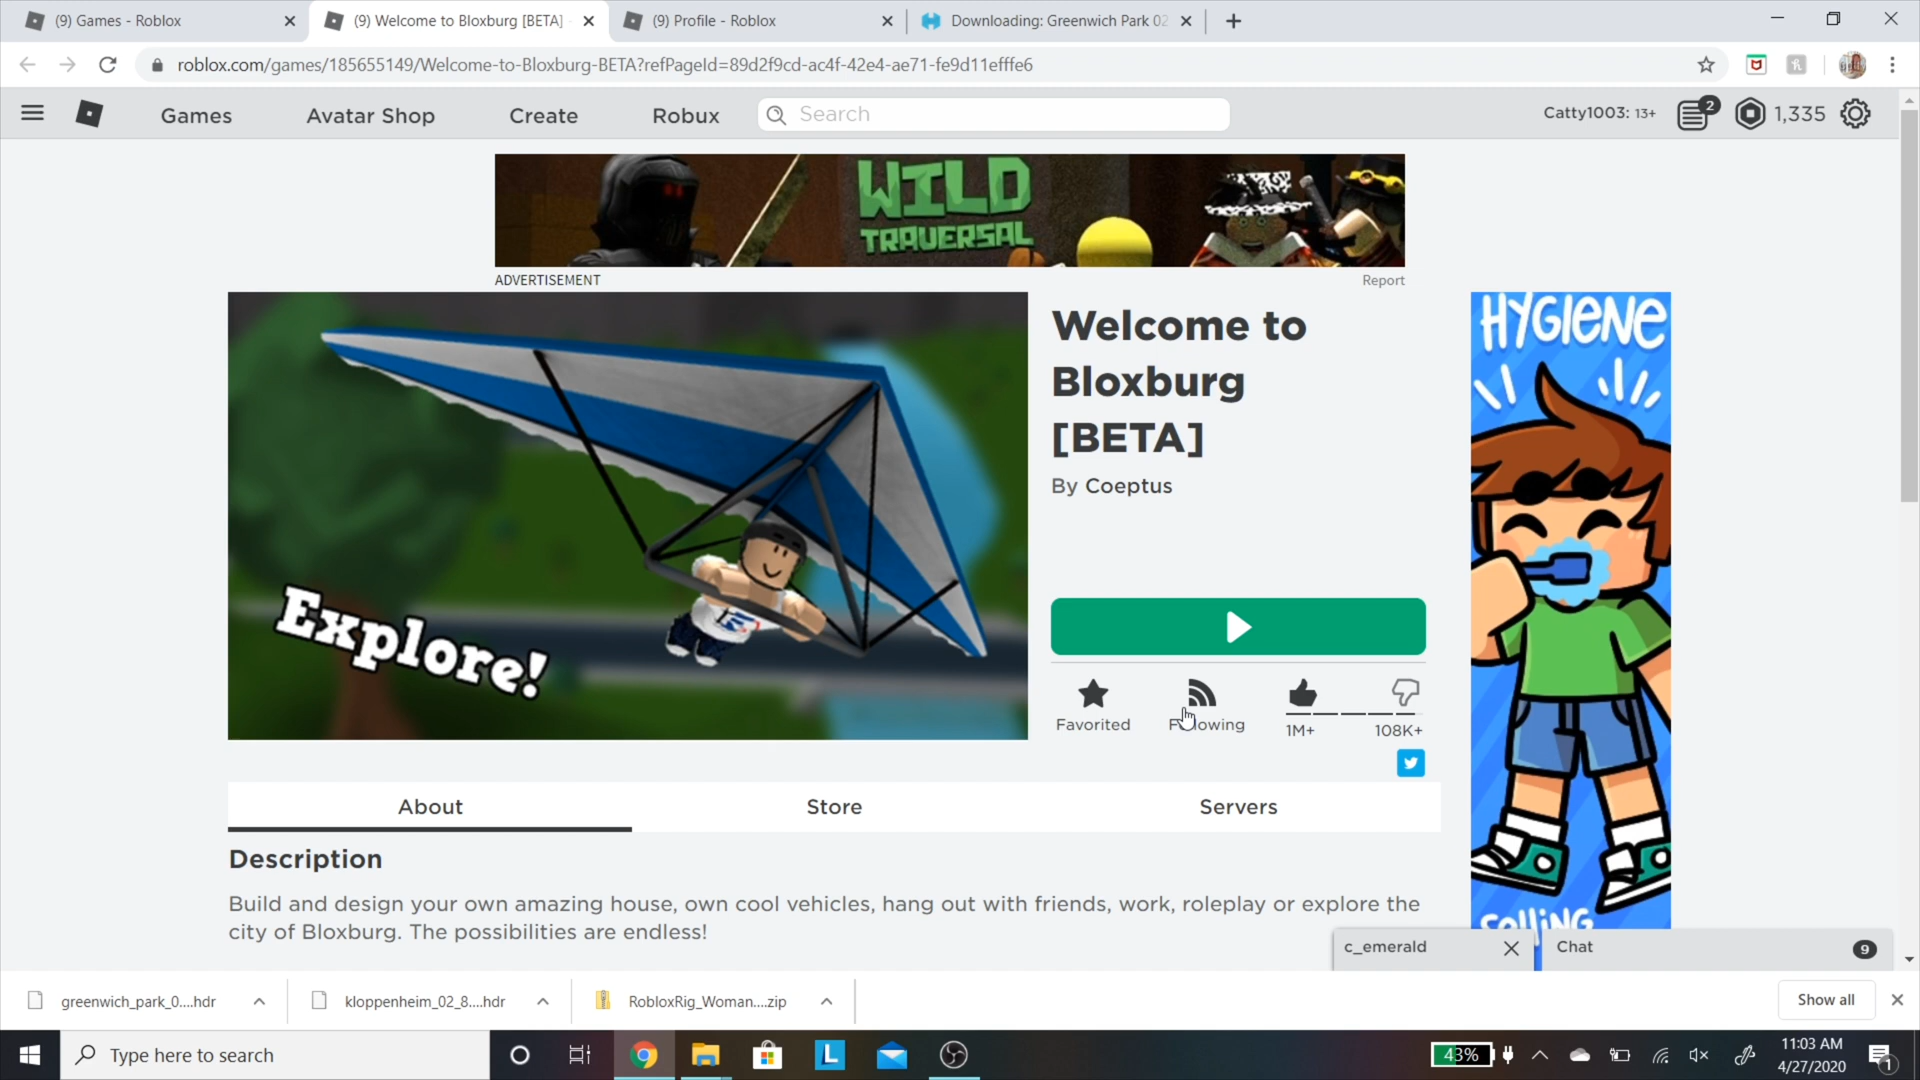 (9) Games - Roblox
(9) Welcome to Bloxburg [BETA]
(9) Profile - Roblox
Downloading: Greenwich Park 02
roblox.com/games/185655149/Welcome-to-Bloxburg-BETA?refPageId=89d2f9cd-ac4f-42e4-ae71-fe9d11efffe6
Games
Avatar Shop
Create
Robux
Search
Catty1003: 13+
2
1,335
WILD
TRAVERSAL
ADVERTISEMENT
Report
Explore!
Welcome to
Bloxburg
[BETA]
By Coeptus
Favorited
Following
1M+
108K+
HYGIENE
About
Store
Servers
Description
Build and design your own amazing house, own cool vehicles, hang out with friends, work, roleplay or explore the
city of Bloxburg. The possibilities are endless!
c_emerald
Chat
9
greenwich_park_0....hdr
kloppenheim_02_8....hdr
RobloxRig_Woman....zip
Show all
Type here to search
L
43%
11:03 AM
4/27/2020
1